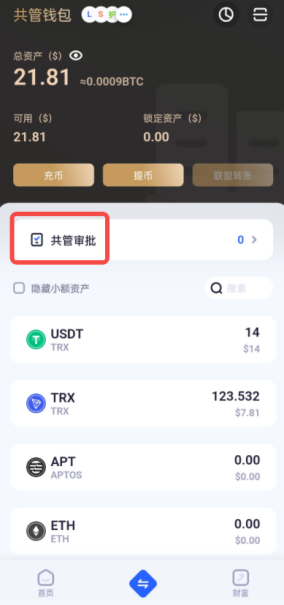 共管钱包 L S 积 •••
总资产 ($)
21.81 ≈0.0009BTC
可用 ($) 锁定资产 ($)
21.81 0.00
充币 提币 联盟转账
共管审批 0
隐藏小额资产 搜索
USDT 14
TRX $14
TRX 123.532
TRX $7.81
APT 0.00
APTOS $0.00
ETH 0.00
ETH $0.00
首页 财富